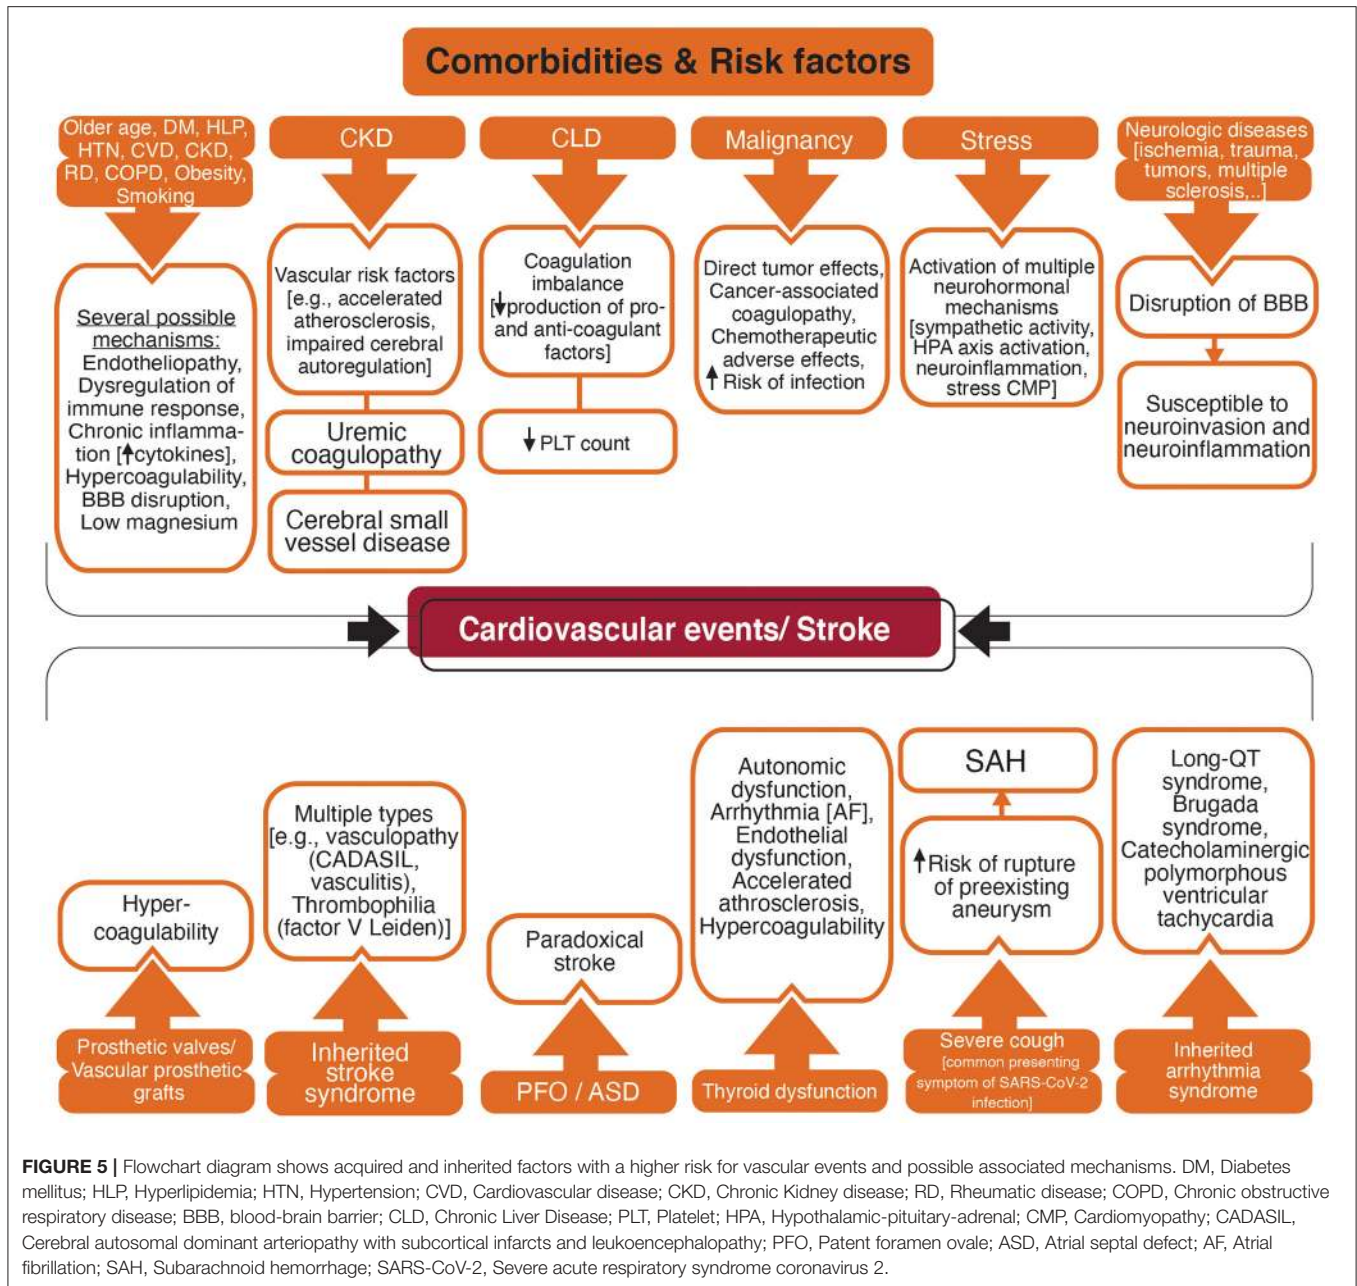 Comorbidities & Risk factors
Older age, DM, HLP,
HTN, CVD, CKD,
RD, COPD, Obesity,
Smoking
Several possible
mechanisms:
Endotheliopathy,
Dysregulation of
immune response,
Chronic inflamma-
tion [↑cytokines],
Hypercoagulability,
BBB disruption,
Low magnesium
CKD
Vascular risk factors
[e.g., accelerated
atherosclerosis,
impaired cerebral
autoregulation]
Uremic
coagulopathy
Cerebral small
vessel disease
CLD
Coagulation
imbalance
[↓production of pro-
and anti-coagulant
factors]
↓ PLT count
Malignancy
Direct tumor effects,
Cancer-associated
coagulopathy,
Chemotherapeutic
adverse effects,
↑ Risk of infection
Stress
Activation of multiple
neurohormonal
mechanisms
[sympathetic activity,
HPA axis activation,
neuroinflammation,
stress CMP]
Neurologic diseases
[ischemia, trauma,
tumors, multiple
sclerosis,..]
Disruption of BBB
Susceptible to
neuroinvasion and
neuroinflammation
Cardiovascular events/ Stroke
Hyper-
coagulability
Prosthetic valves/
Vascular prosthetic
grafts
Multiple types
[e.g., vasculopathy
(CADASIL,
vasculitis),
Thrombophilia
(factor V Leiden)]
Inherited
stroke
syndrome
Paradoxical
stroke
PFO / ASD
Autonomic
dysfunction,
Arrhythmia [AF],
Endothelial
dysfunction,
Accelerated
athrosclerosis,
Hypercoagulability
Thyroid dysfunction
SAH
↑Risk of rupture
of preexisting
aneurysm
Severe cough
[common presenting
symptom of SARS-CoV-2
infection]
Long-QT
syndrome,
Brugada
syndrome,
Catecholaminergic
polymorphous
ventricular
tachycardia
Inherited
arrhythmia
syndrome
FIGURE 5 | Flowchart diagram shows acquired and inherited factors with a higher risk for vascular events and possible associated mechanisms. DM, Diabetes
mellitus; HLP, Hyperlipidemia; HTN, Hypertension; CVD, Cardiovascular disease; CKD, Chronic Kidney disease; RD, Rheumatic disease; COPD, Chronic obstructive
respiratory disease; BBB, blood-brain barrier; CLD, Chronic Liver Disease; PLT, Platelet; HPA, Hypothalamic-pituitary-adrenal; CMP, Cardiomyopathy; CADASIL,
Cerebral autosomal dominant arteriopathy with subcortical infarcts and leukoencephalopathy; PFO, Patent foramen ovale; ASD, Atrial septal defect; AF, Atrial
fibrillation; SAH, Subarachnoid hemorrhage; SARS-CoV-2, Severe acute respiratory syndrome coronavirus 2.